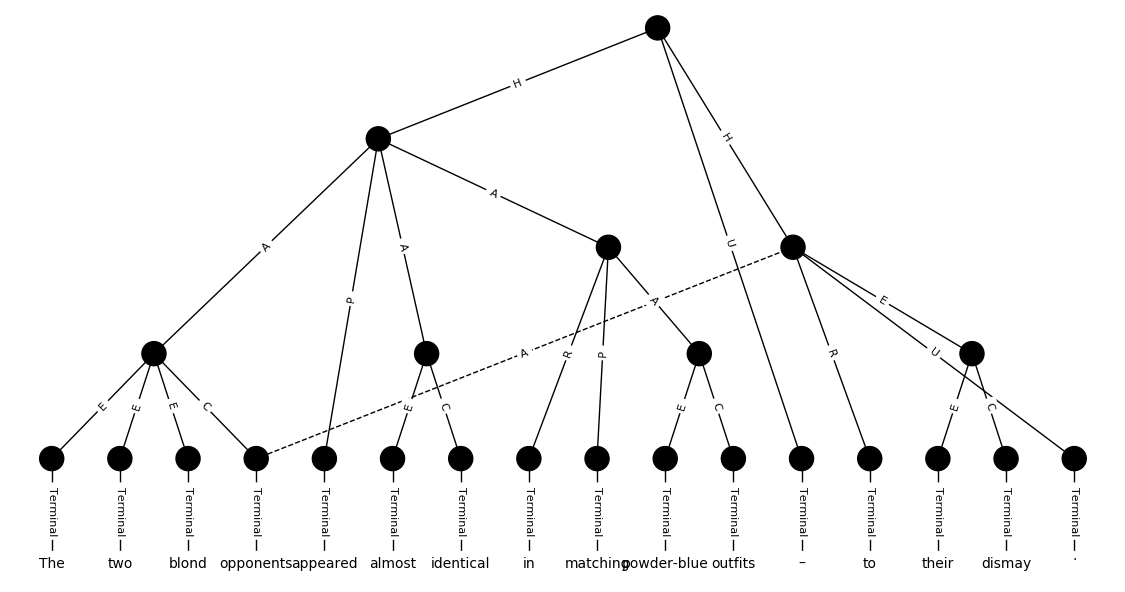 H
H
A
A
U
A
P
E
A
A
R
P
R
U
E
E
E
C
E
C
E
C
E
C
Terminal Terminal Terminal Terminal Terminal Terminal Terminal Terminal Terminal Terminal Terminal Terminal Terminal Terminal Terminal Terminal
The two blond opponents appeared almost identical in matching powder-blue outfits – to their dismay .